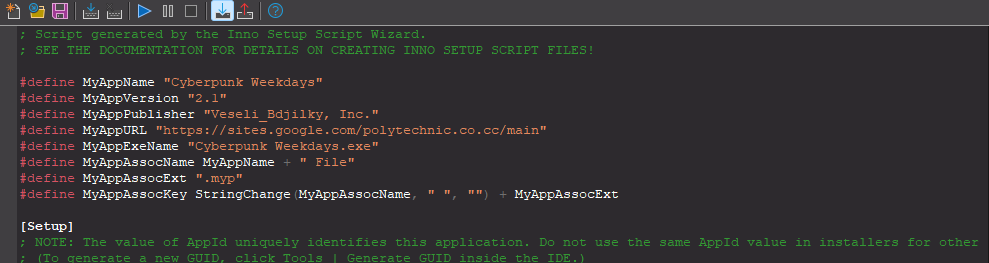 ; Script generated by the Inno Setup Script Wizard.
; SEE THE DOCUMENTATION FOR DETAILS ON CREATING INNO SETUP SCRIPT FILES!
#define MyAppName "Cyberpunk Weekdays"
#define MyAppVersion "2.1"
#define MyAppPublisher "Veseli_Bdjilky, Inc."
#define MyAppURL "https://sites.google.com/polytechnic.co.cc/main"
#define MyAppExeName "Cyberpunk Weekdays.exe"
#define MyAppAssocName MyAppName + " File"
#define MyAppAssocExt ".myp"
#define MyAppAssocKey StringChange(MyAppAssocName, " ", "") + MyAppAssocExt
[Setup]
; NOTE: The value of AppId uniquely identifies this application. Do not use the same AppId value in installers for other
; (To generate a new GUID, click Tools | Generate GUID inside the IDE.)